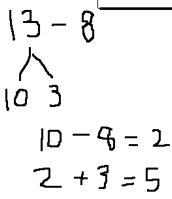 13 - 8
10 3
10 - 8 = 2
2 + 3 = 5